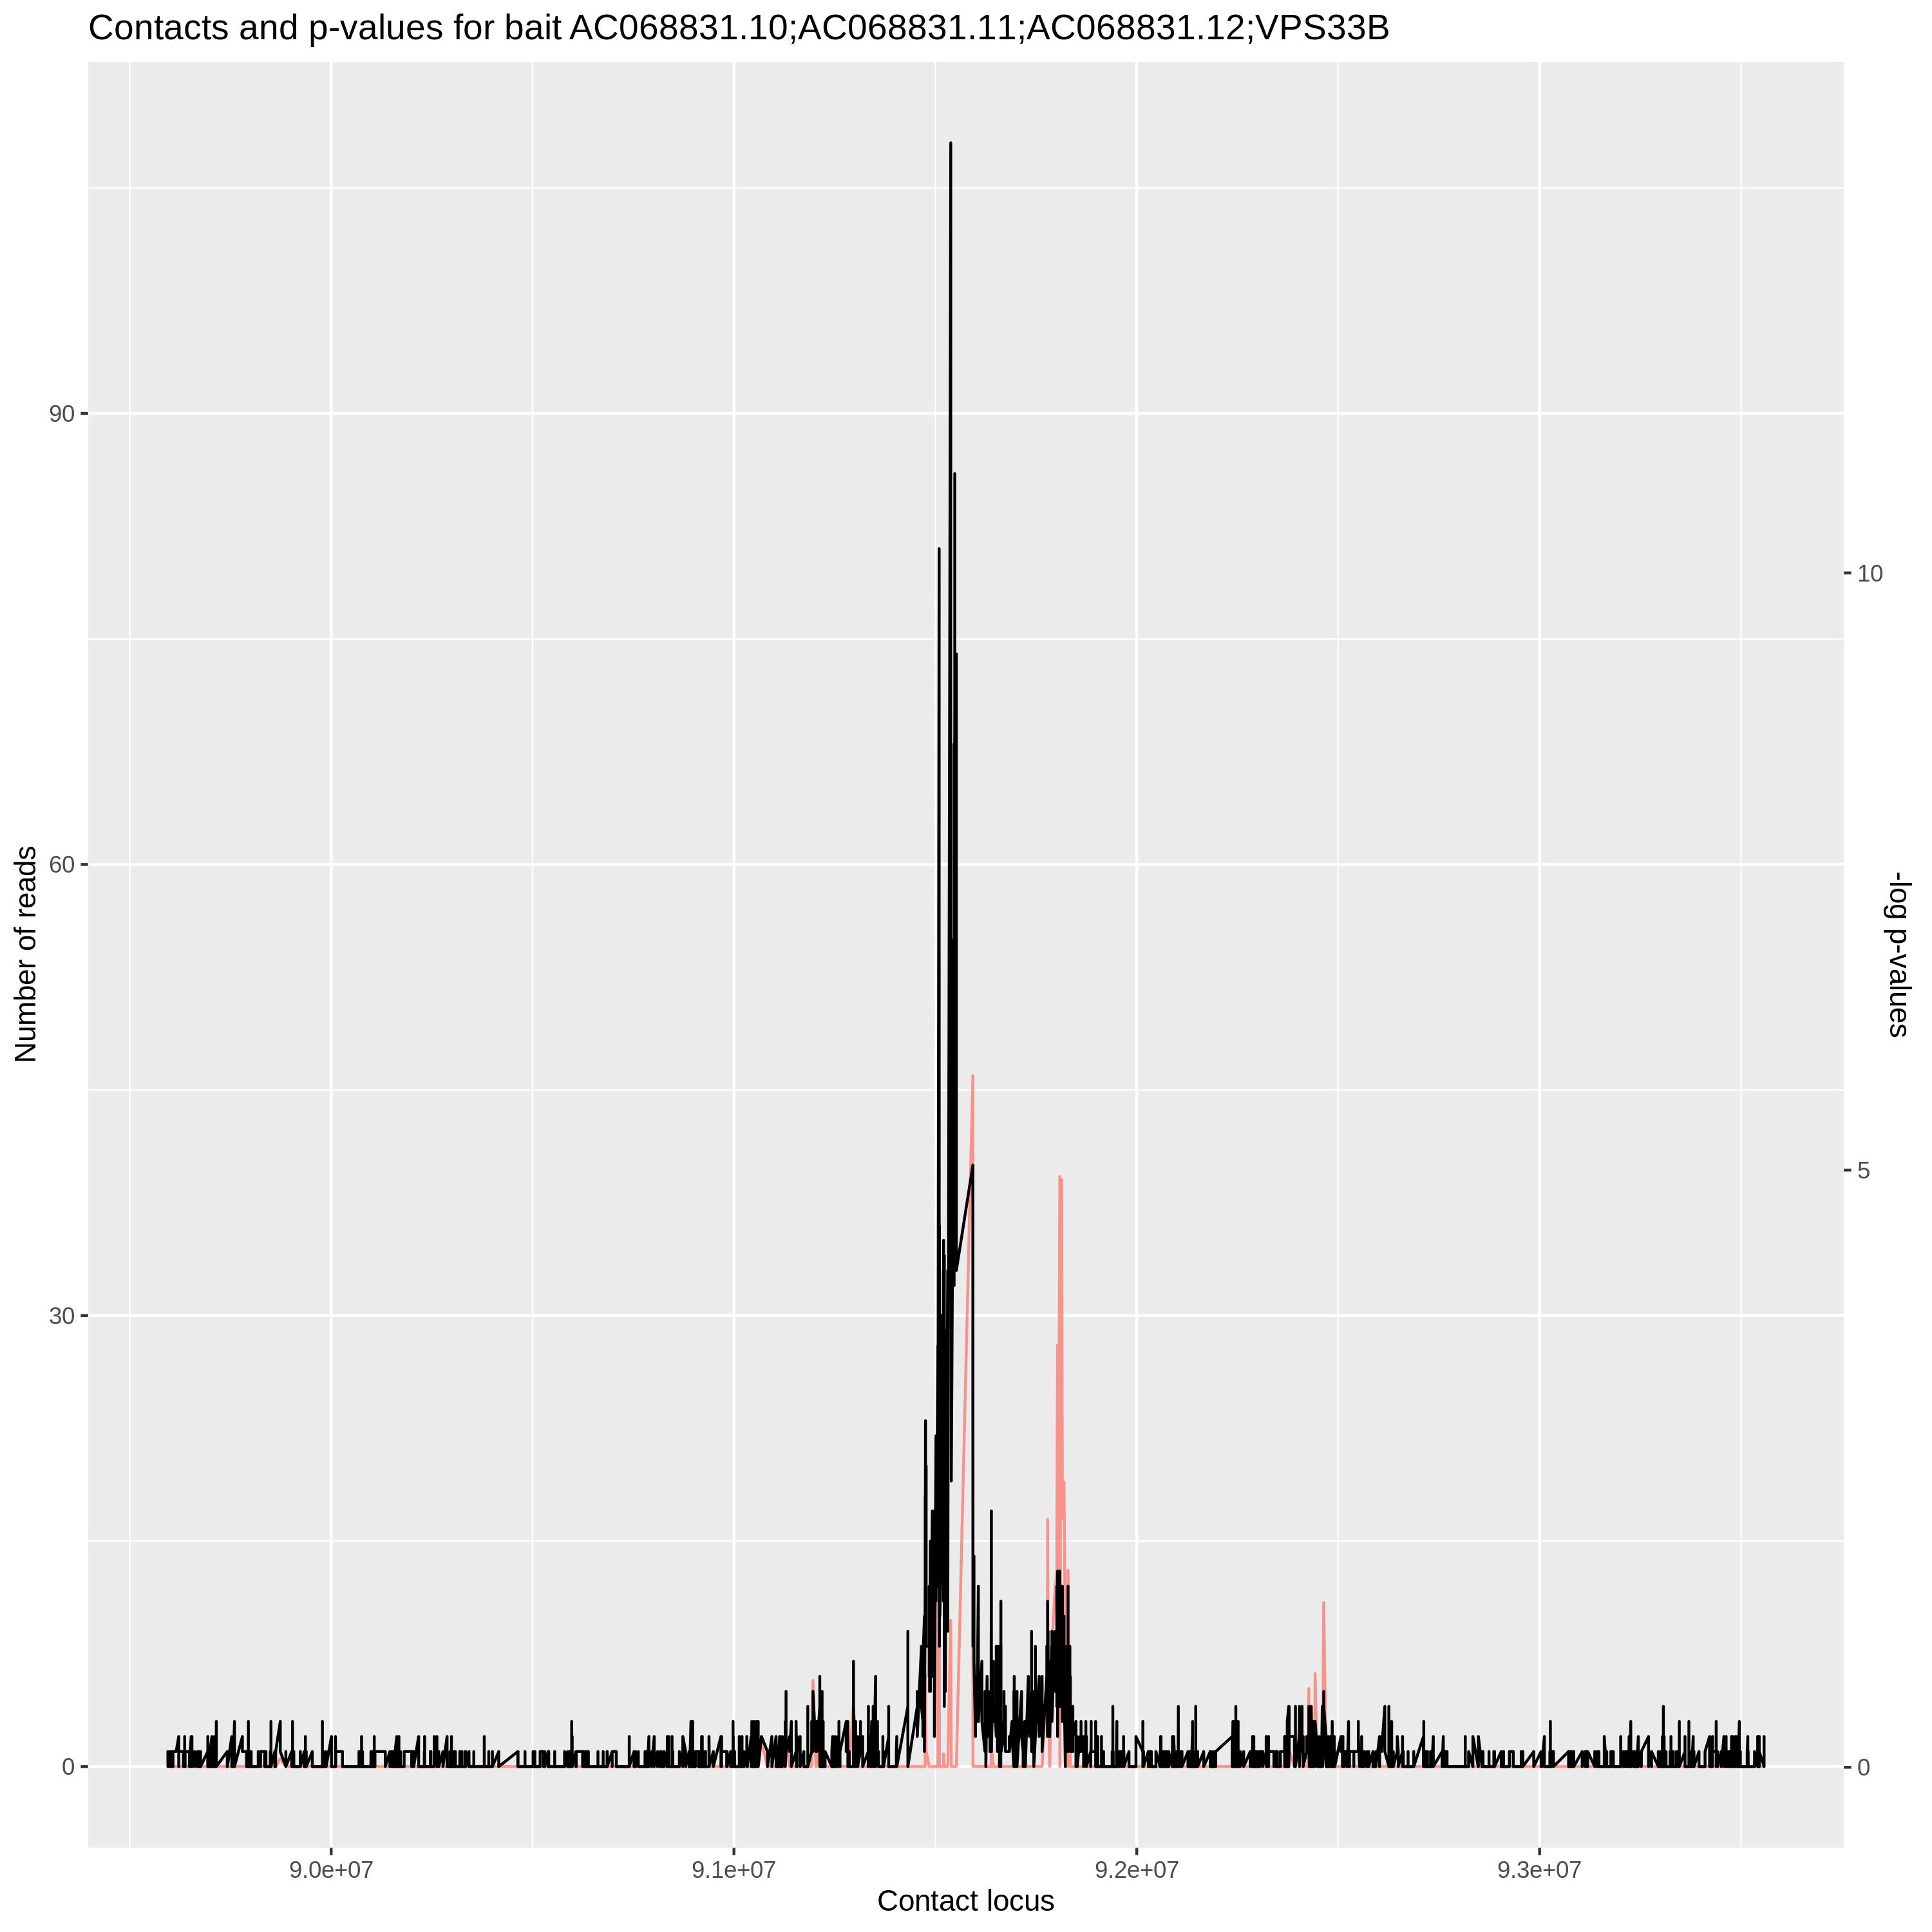 Contacts and p-values for bait AC068831.10;AC068831.11;AC068831.12;VPS33B
90
60
30
0
Number of reads
10
5
0
-log p-values
9.0e+07
9.1e+07
9.2e+07
9.3e+07
Contact locus